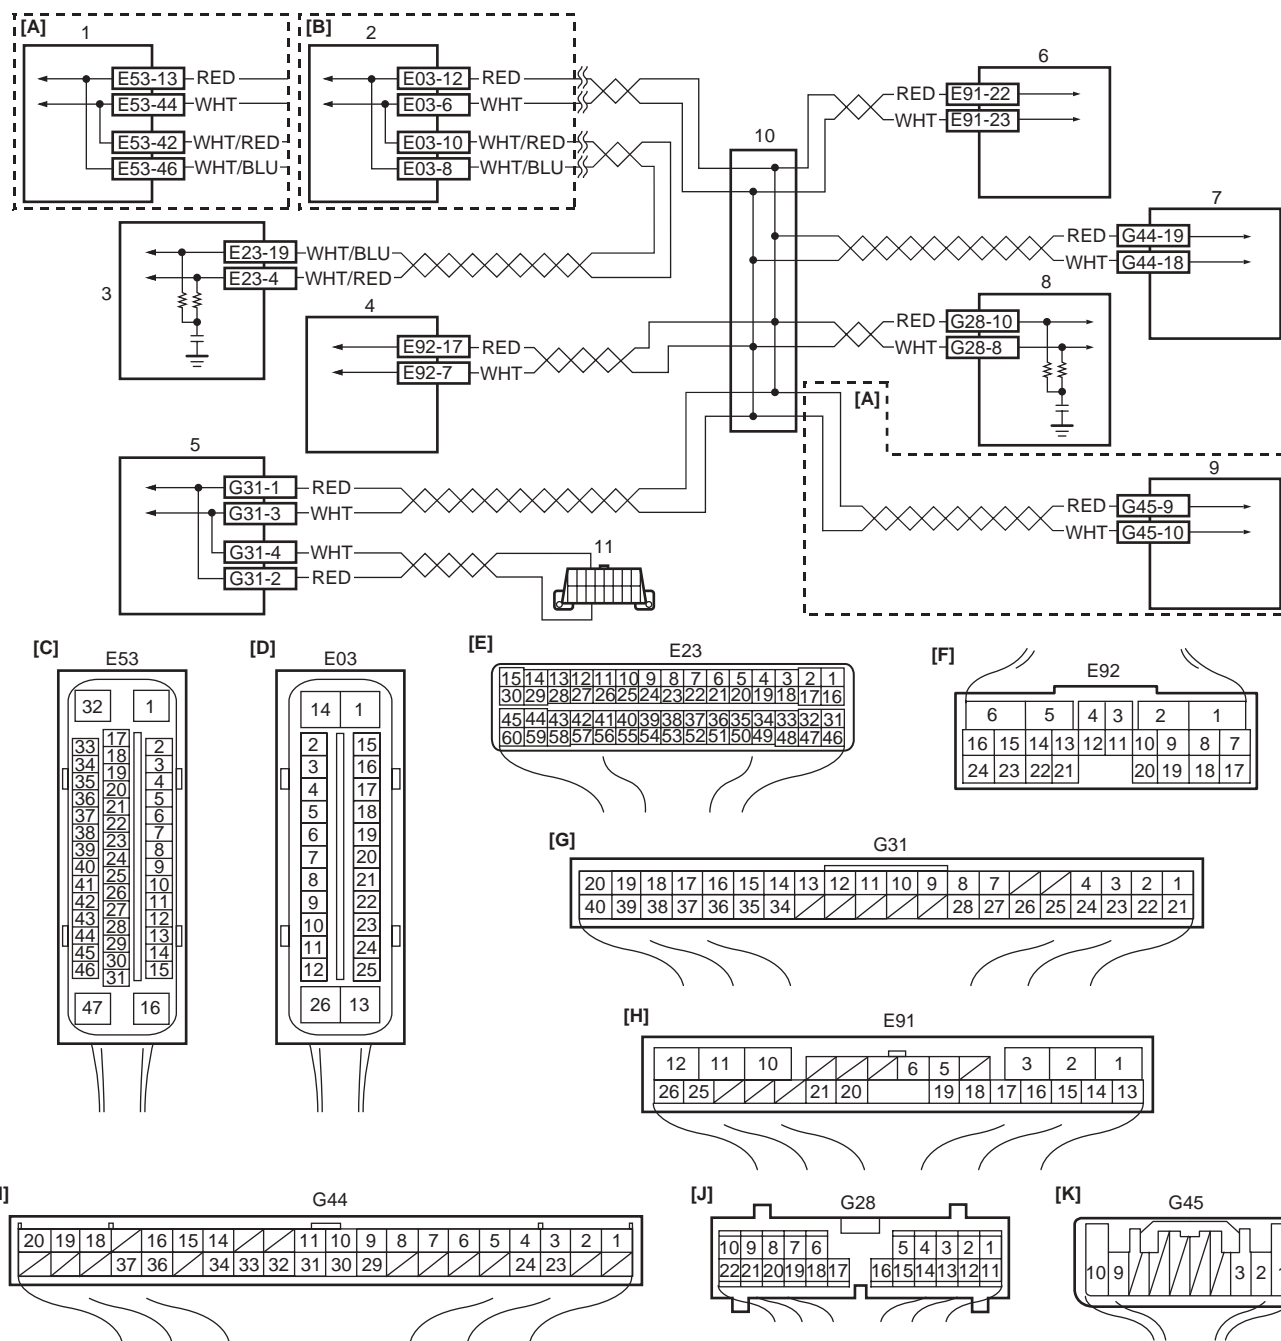 [A]
1
E53-13 RED
E53-44 WHT
E53-42 WHT/RED
E53-46 WHT/BLU
[B]
2
E03-12 RED
E03-6 WHT
E03-10 WHT/RED
E03-8 WHT/BLU
10
6
RED E91-22
WHT E91-23
7
RED G44-19
WHT G44-18
3
E23-19 WHT/BLU
E23-4 WHT/RED
4
E92-17 RED
E92-7 WHT
8
RED G28-10
WHT G28-8
[A]
5
G31-1 RED
G31-3 WHT
G31-4 WHT
G31-2 RED
11
9
RED G45-9
WHT G45-10
[C]
E53
32 1
33 34 35 36 37 38 39 40 41 42 43 44 45 46
17 18 19 20 21 22 23 24 25 26 27 28 29 30 31
2 3 4 5 6 7 8 9 10 11 12 13 14 15
47 16
[D]
E03
14 1
2 15
3 16
4 17
5 18
6 19
7 20
8 21
9 22
10 23
11 24
12 25
26 13
[E]
E23
15 14 13 12 11 10 9 8 7 6 5 4 3 2 1
30 29 28 27 26 25 24 23 22 21 20 19 18 17 16
45 44 43 42 41 40 39 38 37 36 35 34 33 32 31
60 59 58 57 56 55 54 53 52 51 50 49 48 47 46
[F]
E92
6 5 4 3 2 1
16 15 14 13 12 11 10 9 8 7
24 23 22 21 20 19 18 17
[G]
G31
20 19 18 17 16 15 14 13 12 11 10 9 8 7 4 3 2 1
40 39 38 37 36 35 34 28 27 26 25 24 23 22 21
[H]
E91
12 11 10 6 5 3 2 1
26 25 21 20 19 18 17 16 15 14 13
]
G44
20 19 18 16 15 14 11 10 9 8 7 6 5 4 3 2 1
37 36 34 33 32 31 30 29 24 23
[J]
G28
10 9 8 7 6 5 4 3 2 1
22 21 20 19 18 17 16 15 14 13 12 11
[K]
G45
10 9 3 2